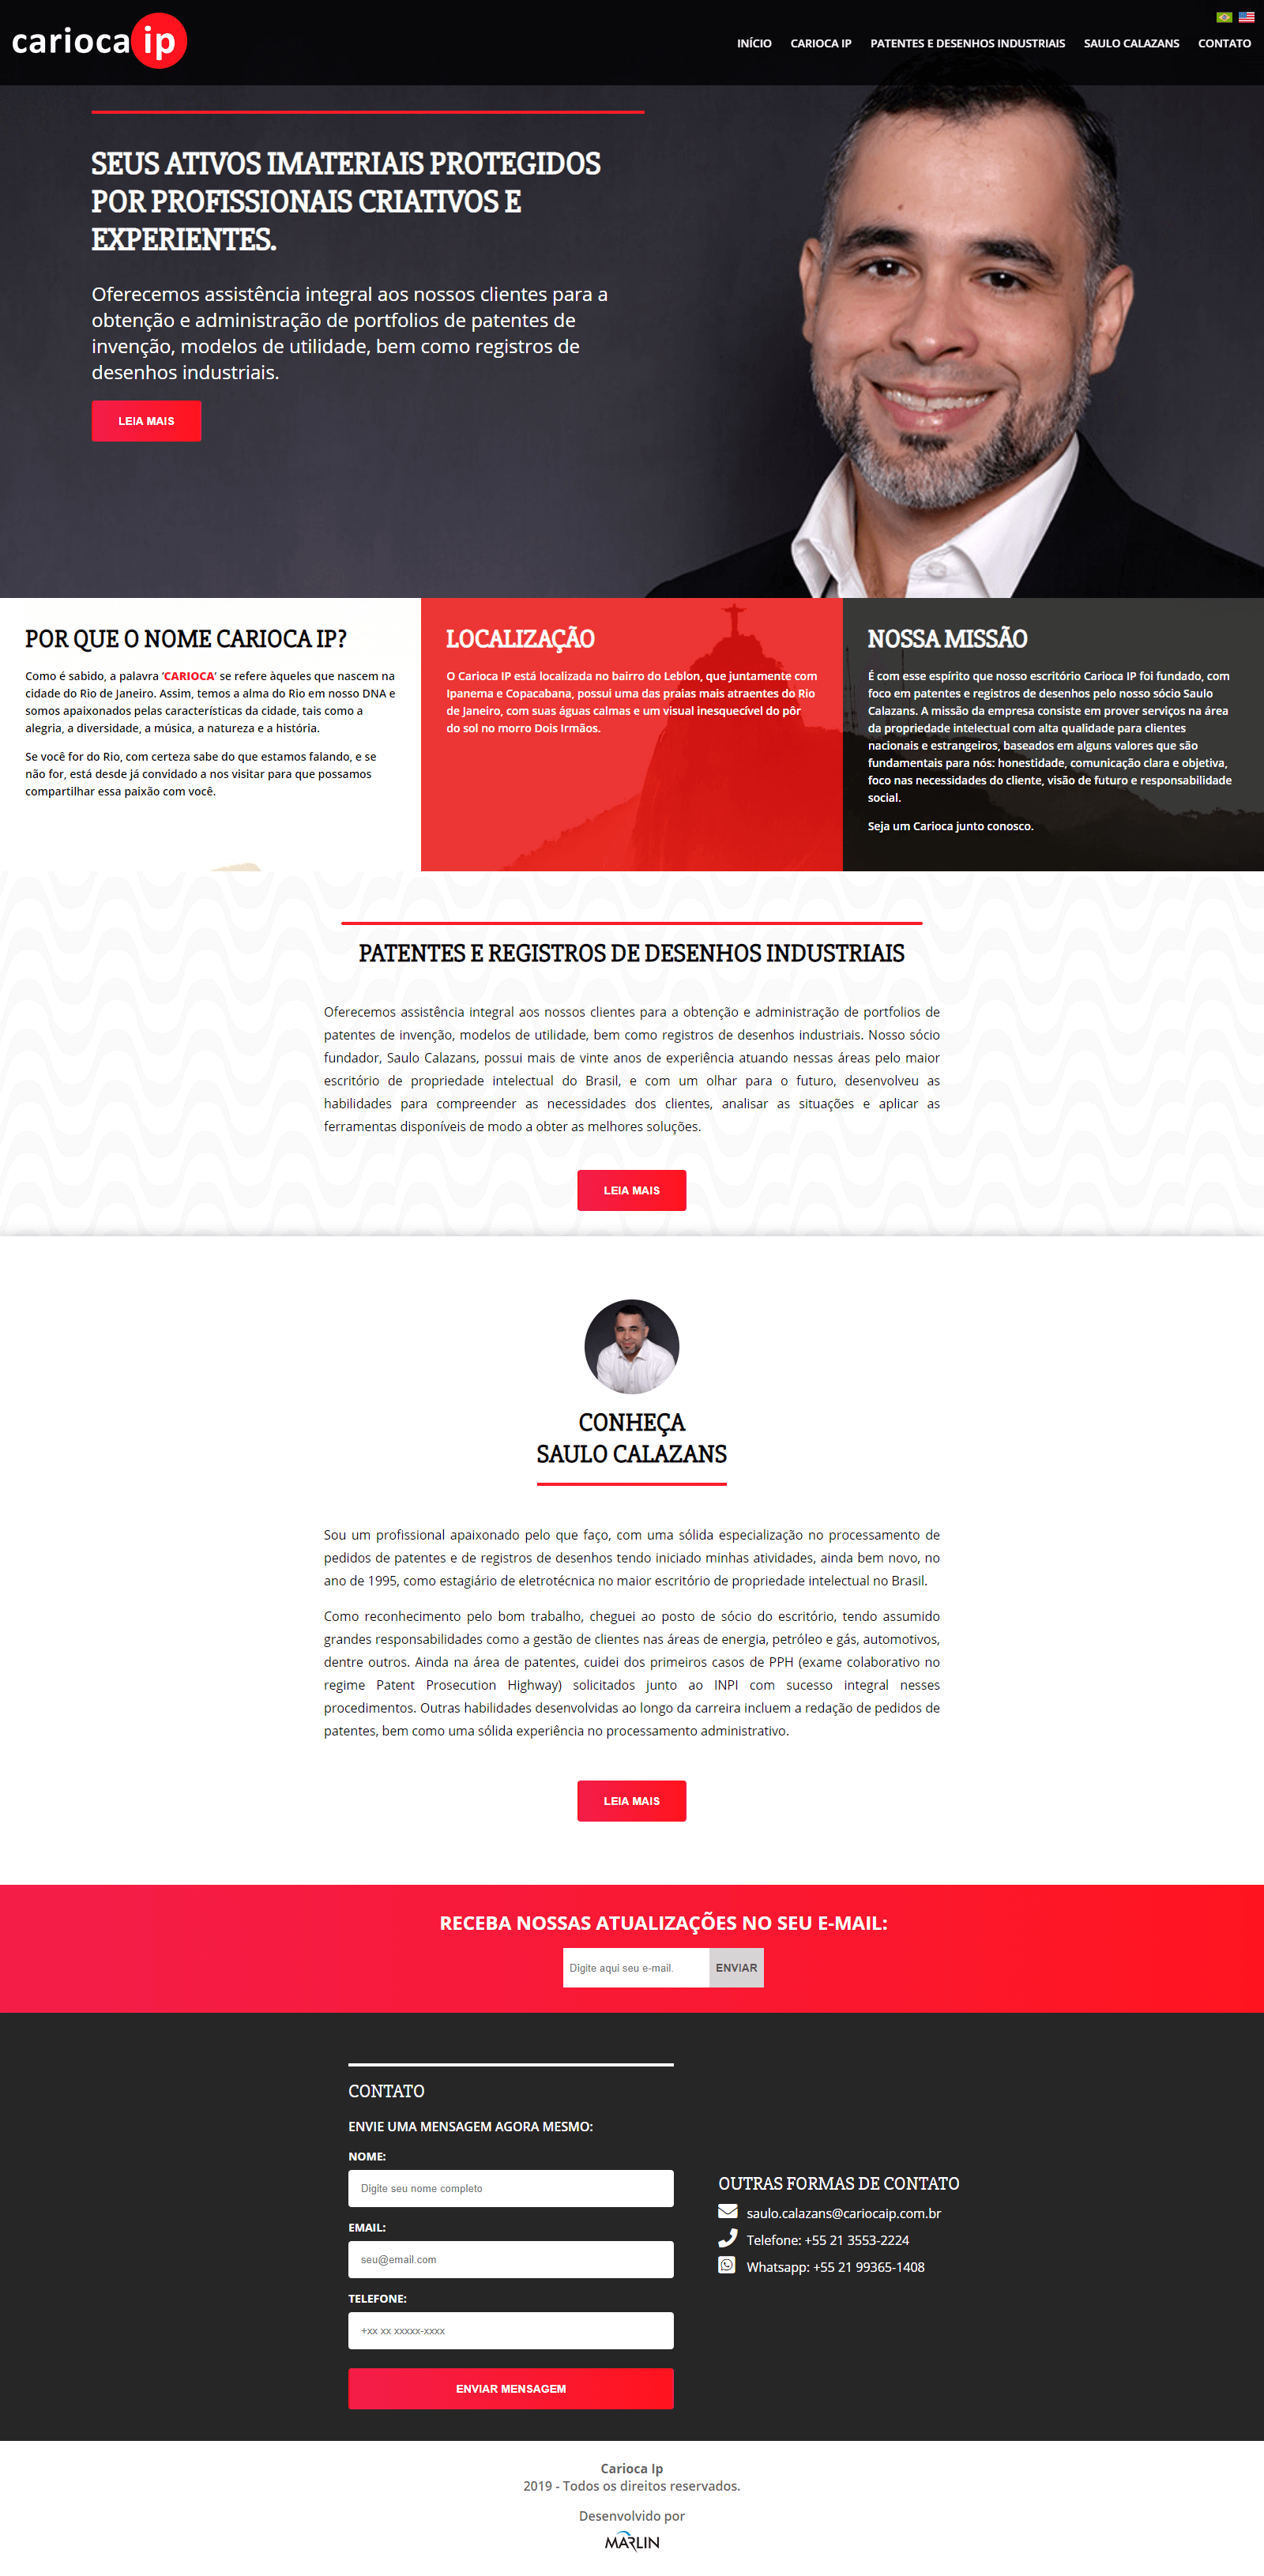 carioca ip
INÍCIO CARIOCA IP PATENTES E DESENHOS INDUSTRIAIS SAULO CALAZANS CONTATO
SEUS ATIVOS IMATERIAIS PROTEGIDOS
POR PROFISSIONAIS CRIATIVOS E
EXPERIENTES.
Oferecemos assistência integral aos nossos clientes para a
obtenção e administração de portfolios de patentes de
invenção, modelos de utilidade, bem como registros de
desenhos industriais.
LEIA MAIS
POR QUE O NOME CARIOCA IP?
Como é sabido, a palavra ‘CARIOCA’ se refere àqueles que nascem na
cidade do Rio de Janeiro. Assim, temos a alma do Rio em nosso DNA e
somos apaixonados pelas características da cidade, tais como a
alegria, a diversidade, a música, a natureza e a história.
Se você for do Rio, com certeza sabe do que estamos falando, e se
não for, está desde já convidado a nos visitar para que possamos
compartilhar essa paixão com você.
LOCALIZAÇÃO
O Carioca IP está localizada no bairro do Leblon, que juntamente com
Ipanema e Copacabana, possui uma das praias mais atraentes do Rio
de Janeiro, com suas águas calmas e um visual inesquecível do pôr
do sol no morro Dois Irmãos.
NOSSA MISSÃO
É com esse espírito que nosso escritório Carioca IP foi fundado, com
foco em patentes e registros de desenhos pelo nosso sócio Saulo
Calazans. A missão da empresa consiste em prover serviços na área
da propriedade intelectual com alta qualidade para clientes
nacionais e estrangeiros, baseados em alguns valores que são
fundamentais para nós: honestidade, comunicação clara e objetiva,
foco nas necessidades do cliente, visão de futuro e responsabilidade
social.
Seja um Carioca junto conosco.
PATENTES E REGISTROS DE DESENHOS INDUSTRIAIS
Oferecemos assistência integral aos nossos clientes para a obtenção e administração de portfolios de
patentes de invenção, modelos de utilidade, bem como registros de desenhos industriais. Nosso sócio
fundador, Saulo Calazans, possui mais de vinte anos de experiência atuando nessas áreas pelo maior
escritório de propriedade intelectual do Brasil, e com um olhar para o futuro, desenvolveu as
habilidades para compreender as necessidades dos clientes, analisar as situações e aplicar as
ferramentas disponíveis de modo a obter as melhores soluções.
LEIA MAIS
CONHEÇA
SAULO CALAZANS
Sou um profissional apaixonado pelo que faço, com uma sólida especialização no processamento de
pedidos de patentes e de registros de desenhos tendo iniciado minhas atividades, ainda bem novo, no
ano de 1995, como estagiário de eletrotécnica no maior escritório de propriedade intelectual no Brasil.
Como reconhecimento pelo bom trabalho, cheguei ao posto de sócio do escritório, tendo assumido
grandes responsabilidades como a gestão de clientes nas áreas de energia, petróleo e gás, automotivos,
dentre outros. Ainda na área de patentes, cuidei dos primeiros casos de PPH (exame colaborativo no
regime Patent Prosecution Highway) solicitados junto ao INPI com sucesso integral nesses
procedimentos. Outras habilidades desenvolvidas ao longo da carreira incluem a redação de pedidos de
patentes, bem como uma sólida experiência no processamento administrativo.
LEIA MAIS
RECEBA NOSSAS ATUALIZAÇÕES NO SEU E-MAIL:
Digite aqui seu e-mail. ENVIAR
CONTATO
ENVIE UMA MENSAGEM AGORA MESMO:
NOME:
Digite seu nome completo
EMAIL:
seu@email.com
TELEFONE:
+xx xx xxxxx-xxxx
ENVIAR MENSAGEM
OUTRAS FORMAS DE CONTATO
saulo.calazans@cariocaip.com.br
Telefone: +55 21 3553-2224
Whatsapp: +55 21 99365-1408
Carioca Ip
2019 - Todos os direitos reservados.
Desenvolvido por
MARLIN